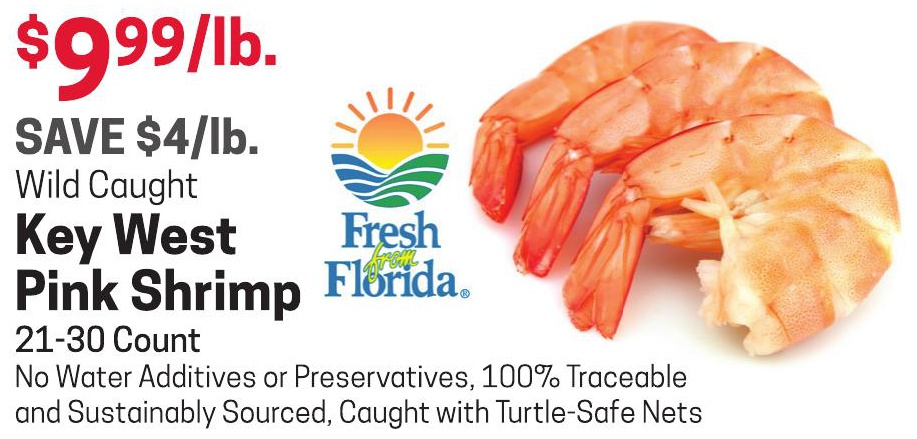 $9.99/lb.
SAVE $4/lb.
Wild Caught
Key West
Pink Shrimp
21-30 Count
No Water Additives or Preservatives, 100% Traceable
and Sustainably Sourced, Caught with Turtle-Safe Nets
Fresh
from
Florida®